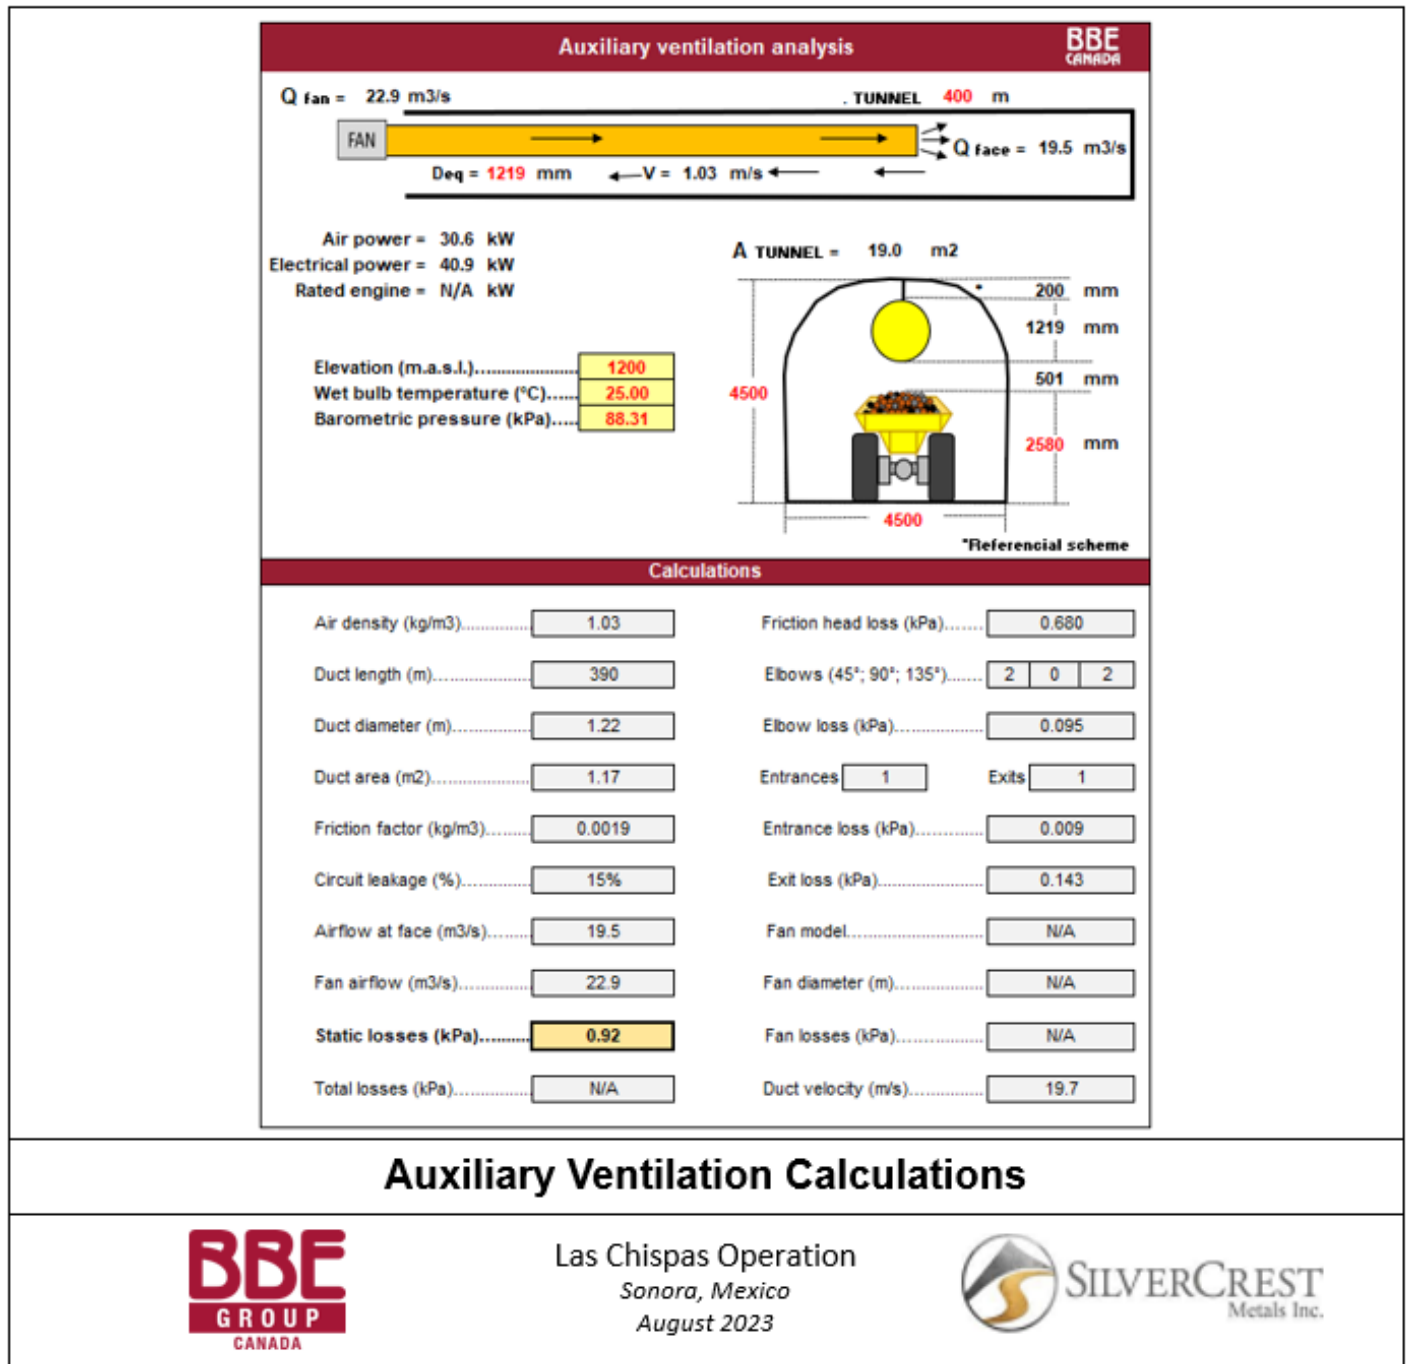 Auxiliary ventilation analysis
BBE
CANADA
Q fan = 22.9 m3/s
. TUNNEL 400 m
FAN
Q face = 19.5 m3/s
Deq = 1219 mm
V = 1.03 m/s
Air power = 30.6 kW
Electrical power = 40.9 kW
Rated engine = N/A kW
A TUNNEL = 19.0 m2
* 200 mm
1219 mm
501 mm
4500
2580 mm
4500
*Referencial scheme
Elevation (m.a.s.l.)..................... 1200
Wet bulb temperature (°C)...... 25.00
Barometric pressure (kPa)..... 88.31
Calculations
Air density (kg/m3)............... 1.03
Duct length (m)..................... 390
Duct diameter (m)................. 1.22
Duct area (m2)..................... 1.17
Friction factor (kg/m3)......... 0.0019
Circuit leakage (%)............... 15%
Airflow at face (m3/s)......... 19.5
Fan airflow (m3/s)............... 22.9
Static losses (kPa).......... 0.92
Total losses (kPa)................ N/A
Friction head loss (kPa)....... 0.680
Elbows (45°; 90°; 135°)....... 2 0 2
Elbow loss (kPa).................... 0.095
Entrances 1 Exits 1
Entrance loss (kPa)............... 0.009
Exit loss (kPa)....................... 0.143
Fan model............................. N/A
Fan diameter (m)................... N/A
Fan losses (kPa)................... N/A
Duct velocity (m/s)................ 19.7
Auxiliary Ventilation Calculations
BBE
GROUP
CANADA
Las Chispas Operation
Sonora, Mexico
August 2023
SILVERCREST
Metals Inc.